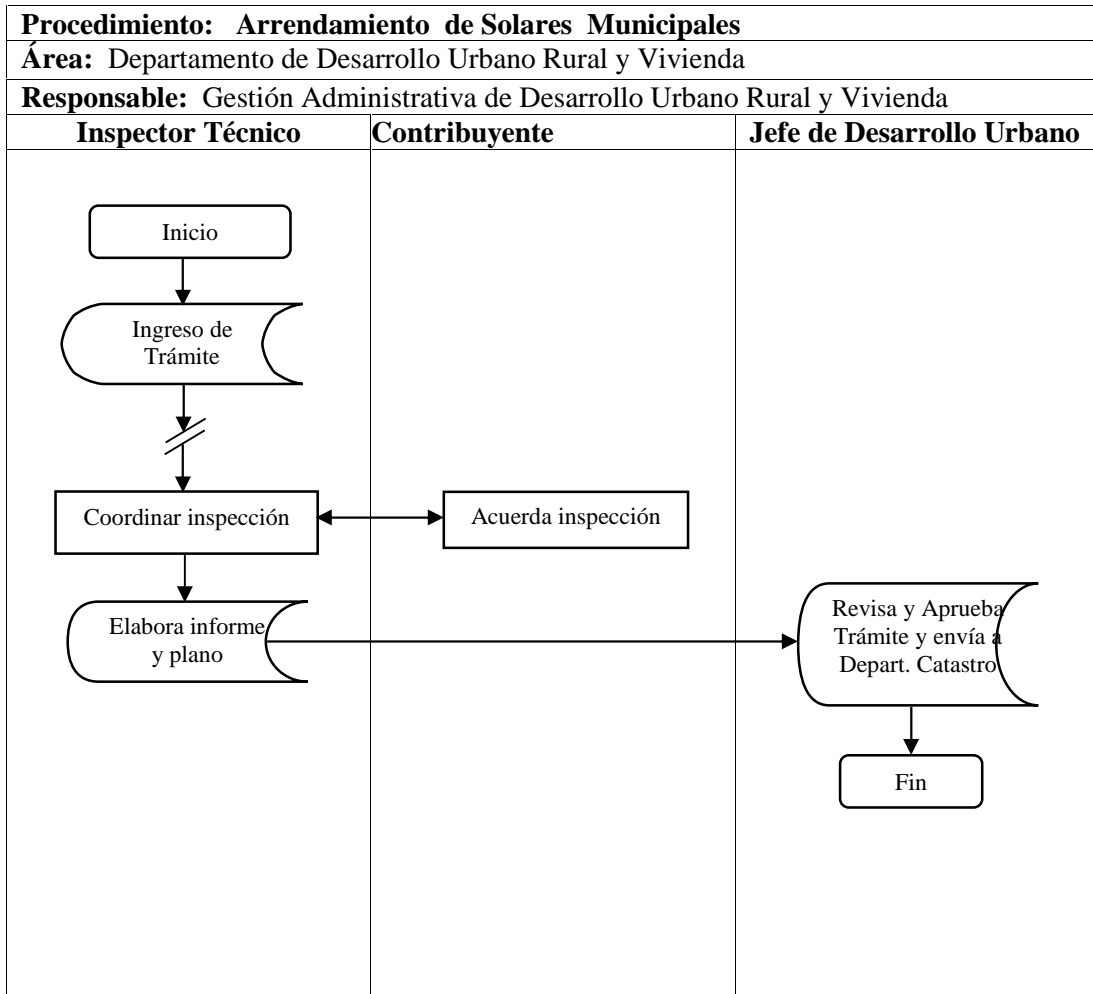 Procedimiento: Arrendamiento de Solares Municipales
Área: Departamento de Desarrollo Urbano Rural y Vivienda
Responsable: Gestión Administrativa de Desarrollo Urbano Rural y Vivienda
Inspector Técnico Contribuyente Jefe de Desarrollo Urbano
Inicio
Ingreso de
Trámite
Coordinar inspección
Acuerda inspección
Elabora informe
y plano
Revisa y Aprueba
Trámite y envía a
Depart. Catastro
Fin